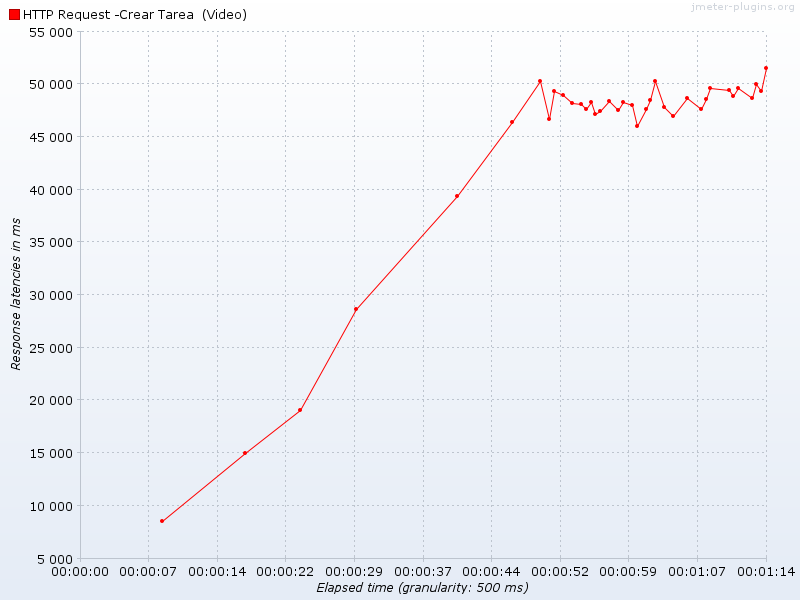 jmeter-plugins.org
HTTP Request -Crear Tarea (Video)
55 000
50 000
45 000
40 000
35 000
30 000
25 000
20 000
15 000
10 000
5 000
Response latencies in ms
00:00:00 00:00:07 00:00:14 00:00:22 00:00:29 00:00:37 00:00:44 00:00:52 00:00:59 00:01:07 00:01:14
Elapsed time (granularity: 500 ms)